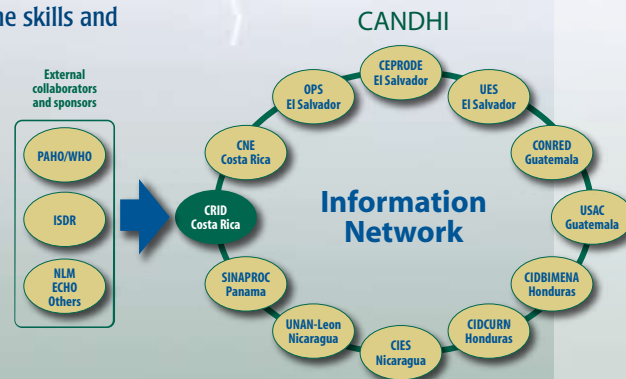 ne skills and
CANDHI
External
collaborators
and sponsors
PAHO/WHO
ISDR
NLM
ECHO
Others
CRID
Costa Rica
CNE
Costa Rica
OPS
El Salvador
CEPRODE
El Salvador
UES
El Salvador
CONRED
Guatemala
USAC
Guatemala
CIDBIMENA
Honduras
CIDCURN
Honduras
CIES
Nicaragua
UNAN-Leon
Nicaragua
SINAPROC
Panama
Information
Network